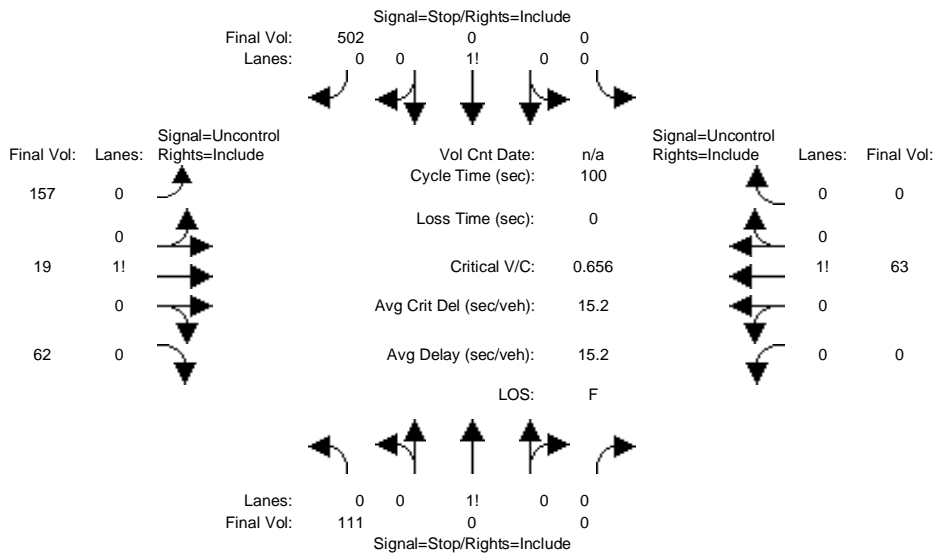 Signal=Stop/Rights=Include
Final Vol: 502 0 0
Lanes: 0 0 1! 0 0
Signal=Uncontrol
Final Vol: Lanes: Rights=Include
Vol Cnt Date: n/a
Signal=Uncontrol
Rights=Include Lanes: Final Vol:
Cycle Time (sec): 100
157 0
0 0
Loss Time (sec): 0
0
0
19 1!
Critical V/C: 0.656
1! 63
0
Avg Crit Del (sec/veh): 15.2
0
62 0
Avg Delay (sec/veh): 15.2
0 0
LOS: F
Lanes: 0 0 1! 0 0
Final Vol: 111 0 0
Signal=Stop/Rights=Include